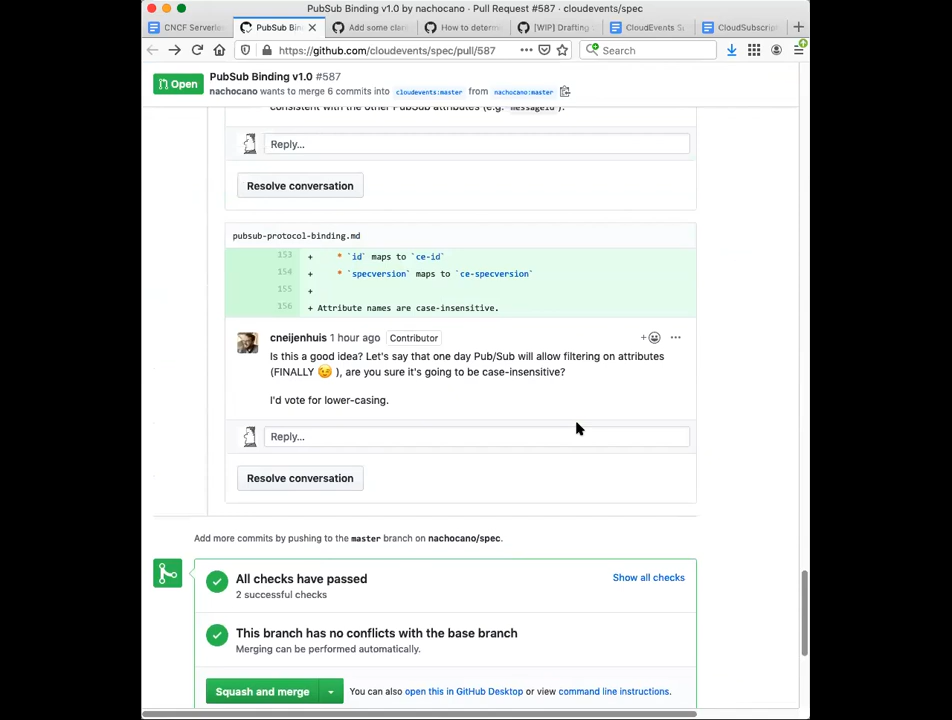 PubSub Binding v1.0 by nachocano · Pull Request #587 · cloudevents/spec
CNCF Serverles
PubSub Bin
Add some clar
How to determ
[WIP] Drafting
CloudEvents S
CloudSubscrip
https://github.com/cloudevents/spec/pull/587
Search
Open
PubSub Binding v1.0 #587
nachocano wants to merge 6 commits into cloudevents:master from nachocano:master
consistent with the other PubSub attributes (e.g. messageId).
Reply...
Resolve conversation
pubsub-protocol-binding.md
153 + * `id` maps to `ce-id`
154 + * `specversion` maps to `ce-specversion`
155 +
156 + Attribute names are case-insensitive.
cneijenhuis 1 hour ago Contributor
Is this a good idea? Let's say that one day Pub/Sub will allow filtering on attributes
(FINALLY 😉 ), are you sure it's going to be case-insensitive?
I'd vote for lower-casing.
Reply...
Resolve conversation
Add more commits by pushing to the master branch on nachocano/spec.
All checks have passed
Show all checks
2 successful checks
This branch has no conflicts with the base branch
Merging can be performed automatically.
Squash and merge
You can also open this in GitHub Desktop or view command line instructions.